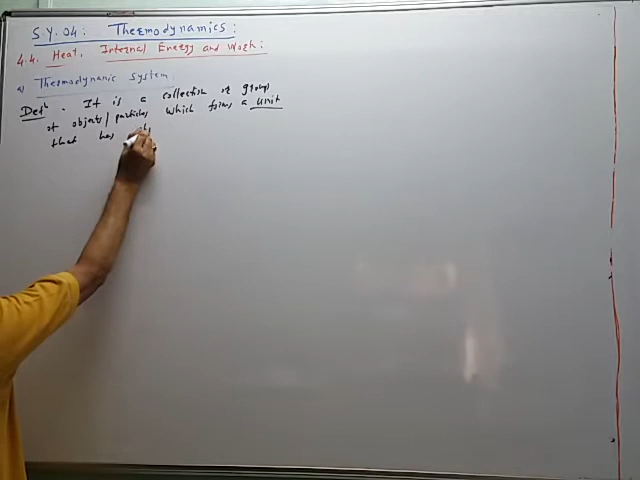 S.Y. 04: Thermodynamics:
4.4. Heat, Internal Energy and Work:
a) Thermodynamic System:
Defn. It is a collection or group
of objects/particles which forms a unit
that has